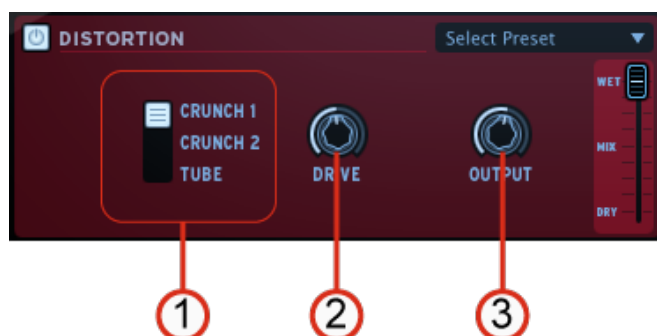 DISTORTION
Select Preset
CRUNCH 1
CRUNCH 2
TUBE
DRIVE
OUTPUT
WET
MIX
DRY
1
2
3